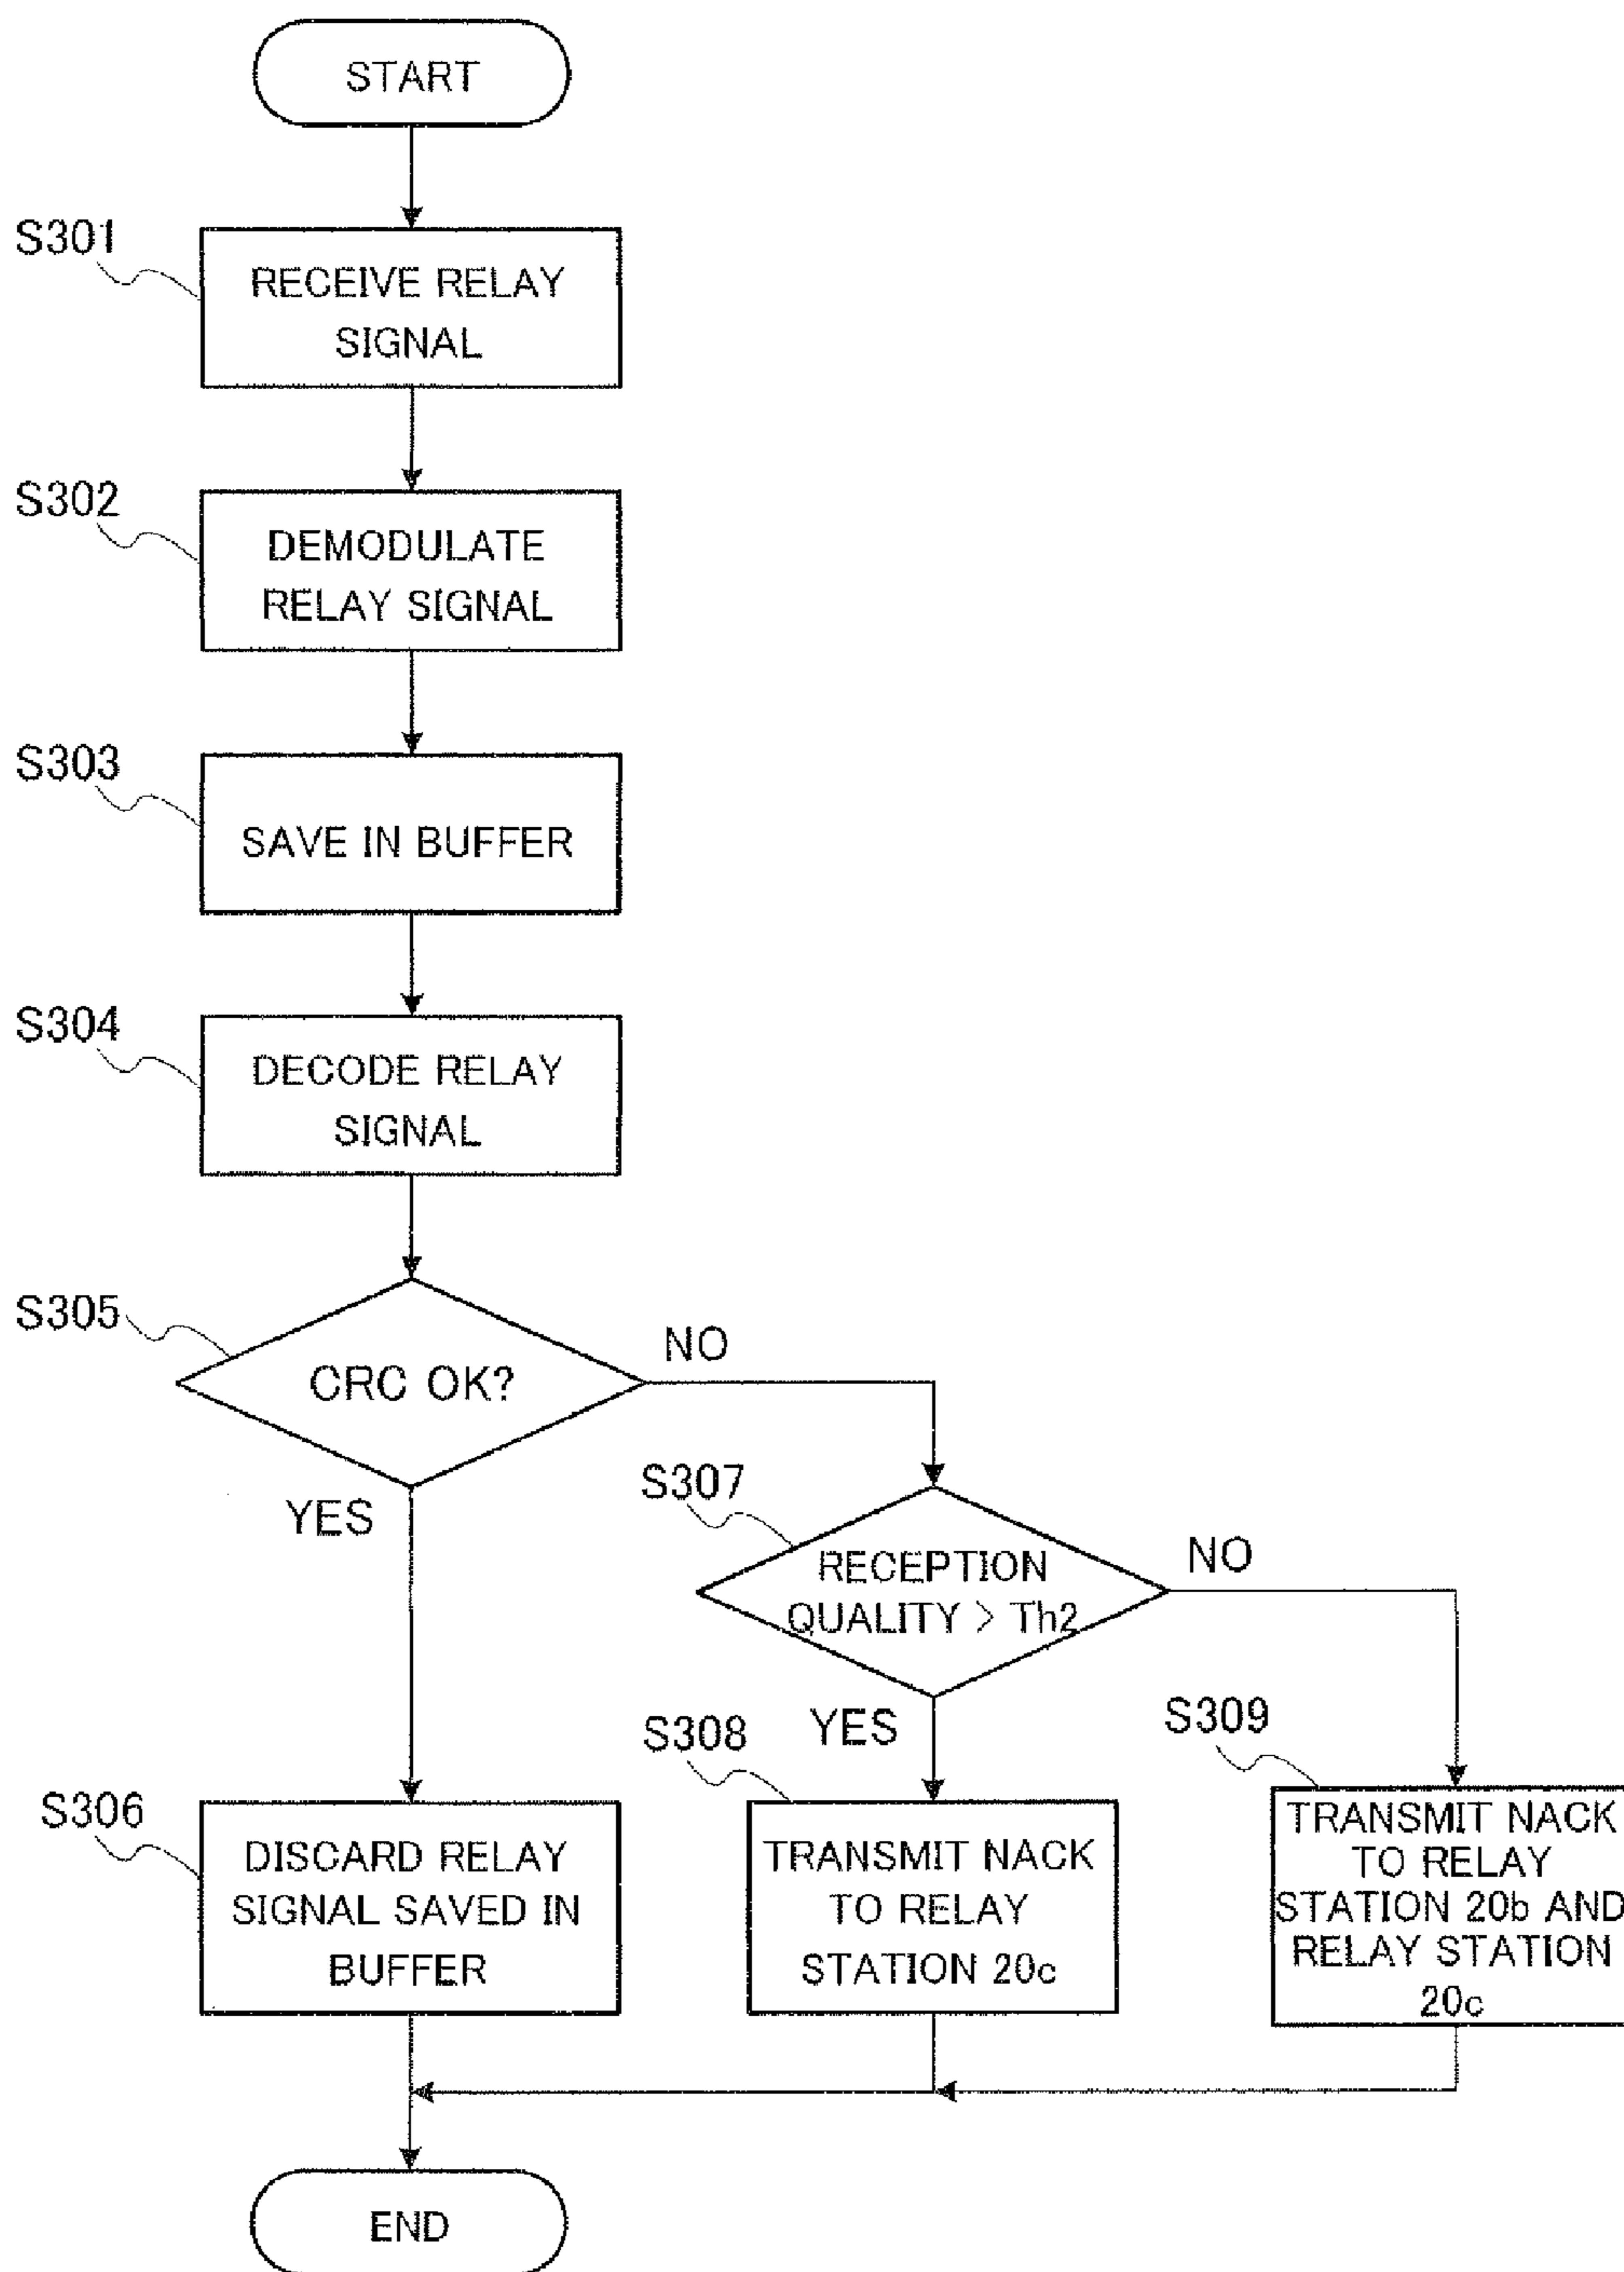 START
S301
RECEIVE RELAY
SIGNAL
S302
DEMODULATE
RELAY SIGNAL
S303
SAVE IN BUFFER
S304
DECODE RELAY
SIGNAL
S305
CRC OK?
NO
YES
S307
RECEPTION
QUALITY > Th2
NO
YES
S306
DISCARD RELAY
SIGNAL SAVED IN
BUFFER
S308
TRANSMIT NACK
TO RELAY
STATION 20c
S309
TRANSMIT NACK
TO RELAY
STATION 20b AND
RELAY STATION
20c
END